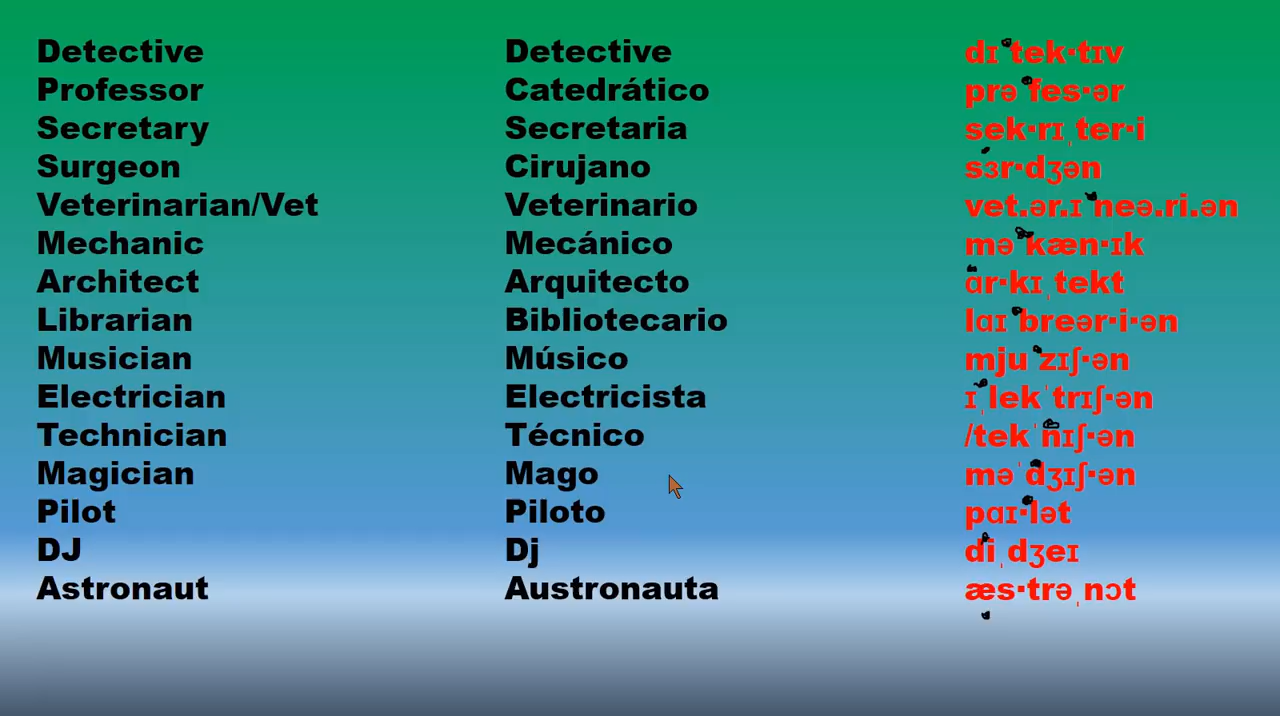 Detective Detective dɪˈtek·tɪv
Professor Catedrático prəˈfes·ər
Secretary Secretaria sek·rɪˌter·i
Surgeon Cirujano sɜr·dʒən
Veterinarian/Vet Veterinario vet.ər.ɪˈneə.ri.ən
Mechanic Mecánico məˈkæn·ɪk
Architect Arquitecto ɑr·kɪˌtekt
Librarian Bibliotecario lɑɪˈbreər·i·ən
Musician Músico mjuˈzɪʃ·ən
Electrician Electricista ɪˌlekˈtrɪʃ·ən
Technician Técnico /tekˈnɪʃ·ən
Magician Mago məˈdʒɪʃ·ən
Pilot Piloto pɑɪ·lət
DJ Dj diˌdʒeɪ
Astronaut Austronauta æs·trəˌnɔt